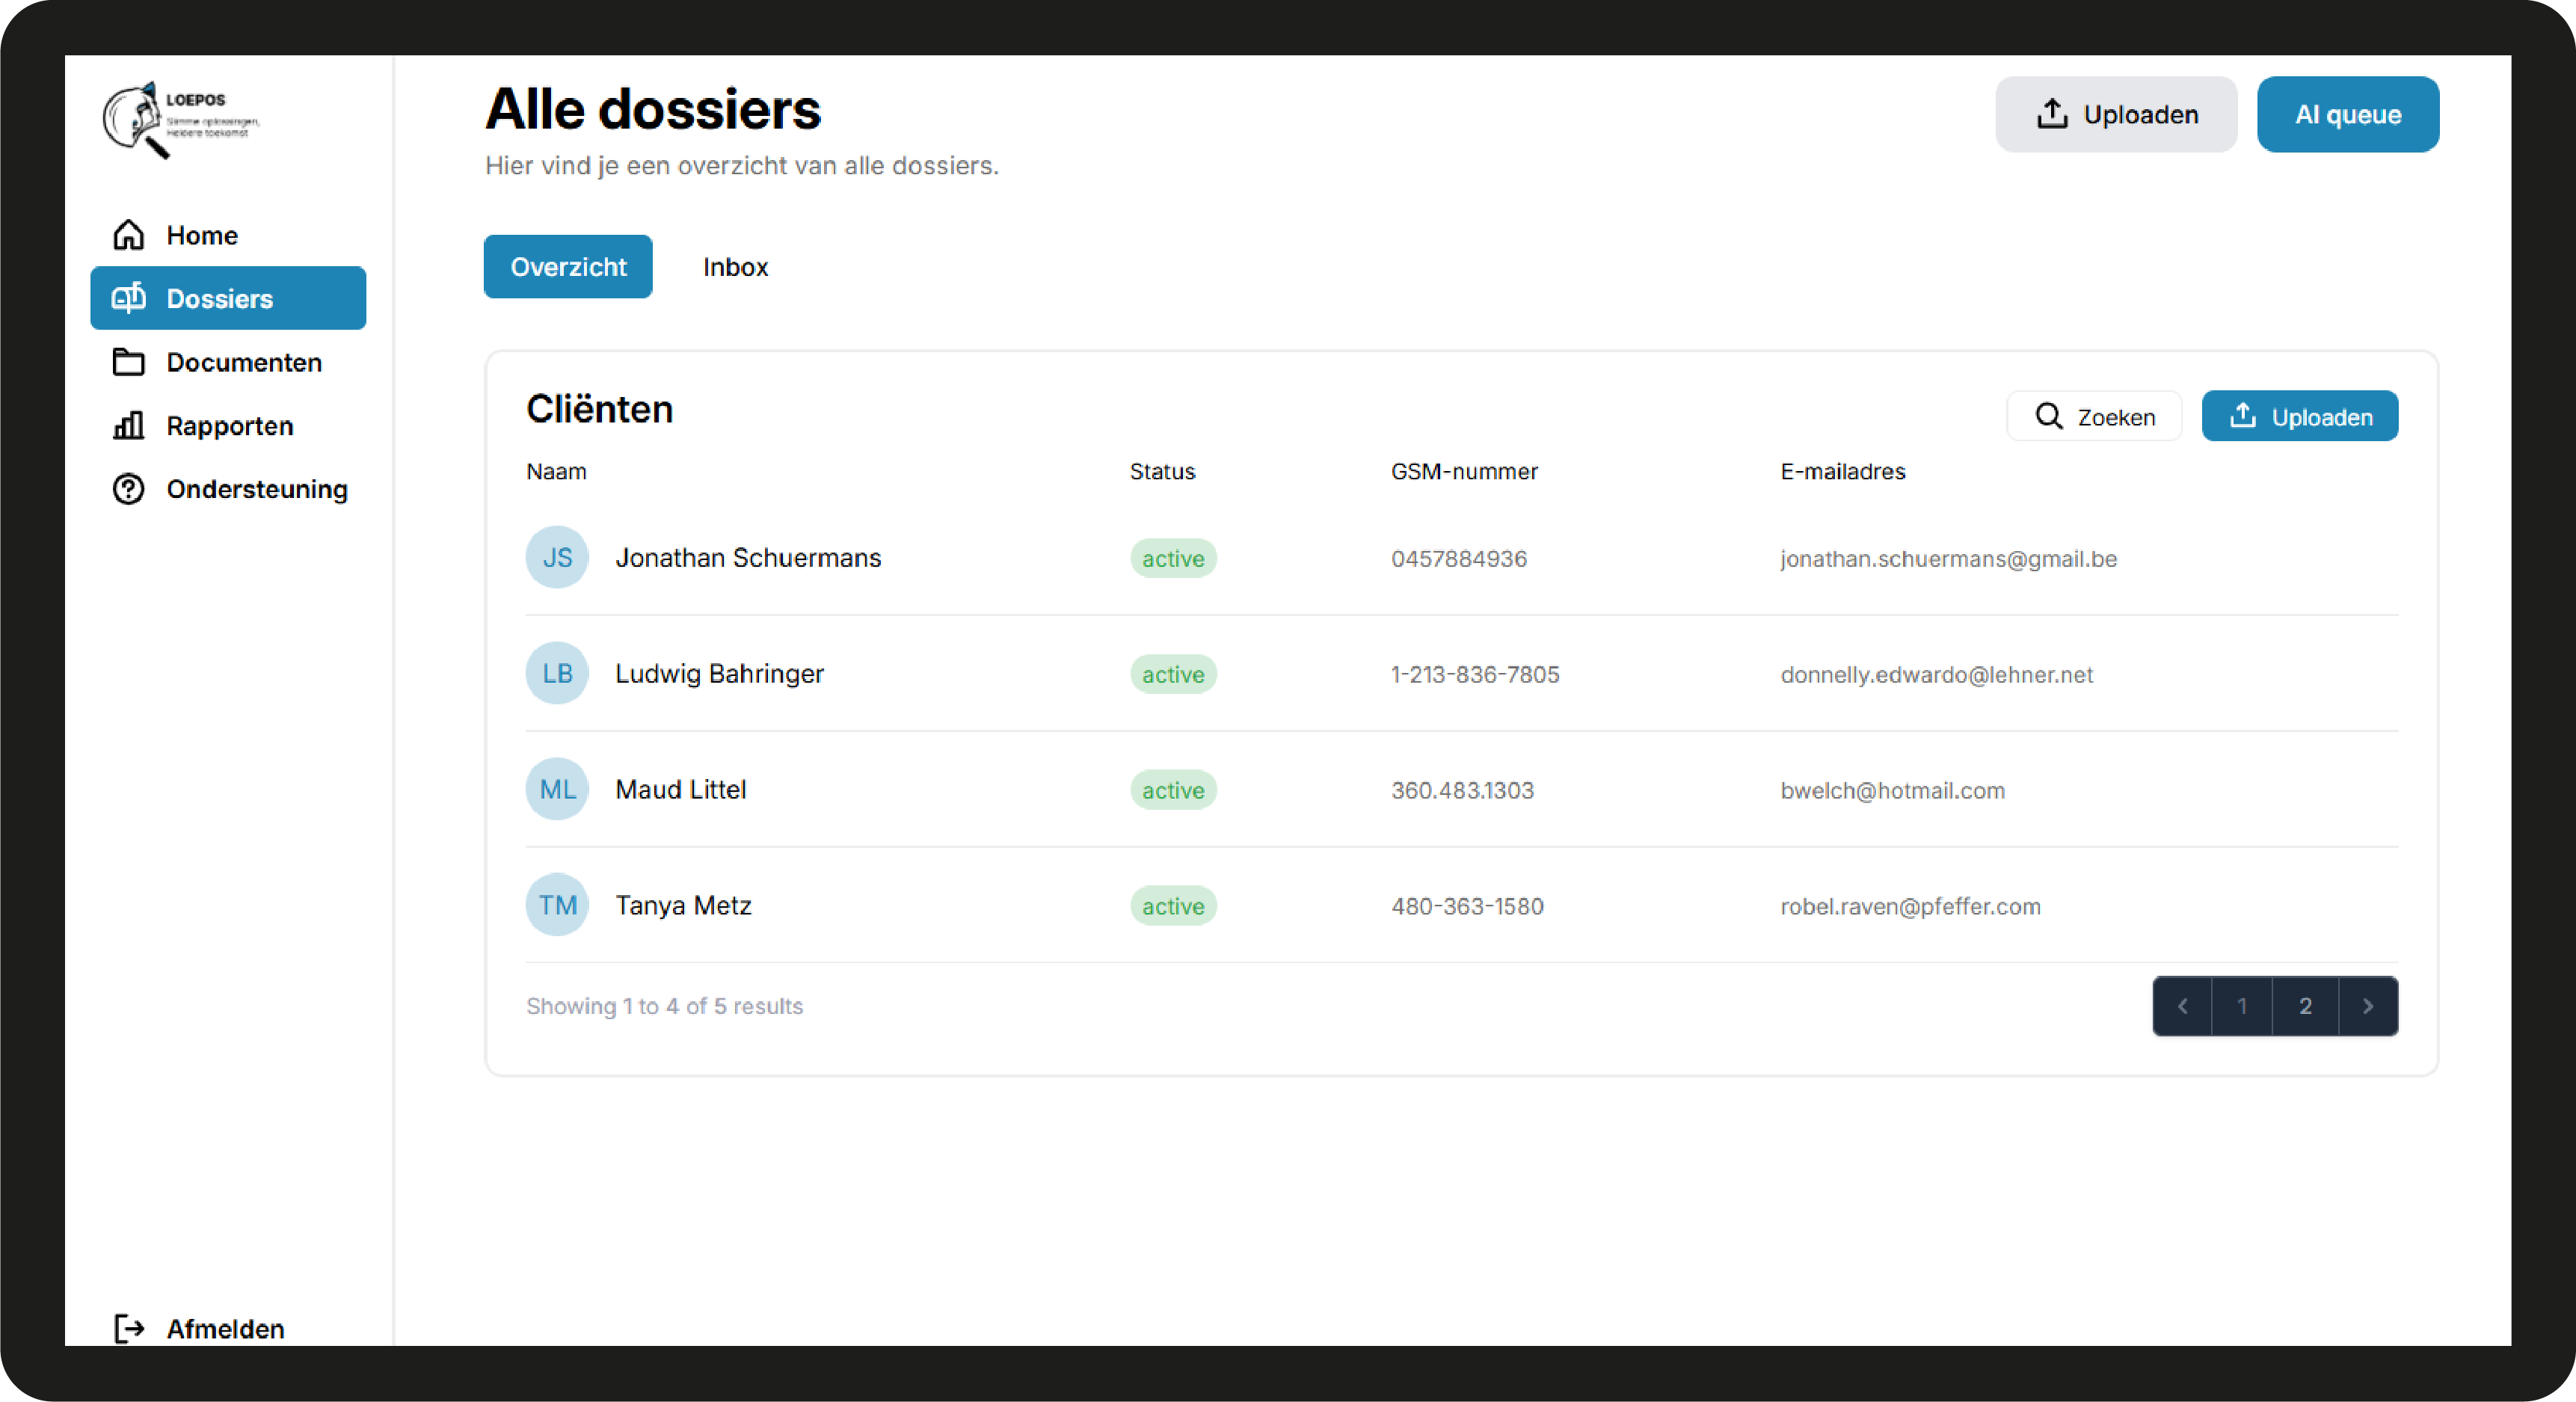 LOEPOS
Slimme oplossingen,
Heldere toekomst
Home
Dossiers
Documenten
Rapporten
Ondersteuning
Afmelden
Alle dossiers
Hier vind je een overzicht van alle dossiers.
Uploaden
AI queue
Overzicht Inbox
Cliënten
Zoeken
Uploaden
Naam Status GSM-nummer E-mailadres
JS Jonathan Schuermans active 0457884936 jonathan.schuermans@gmail.be
LB Ludwig Bahringer active 1-213-836-7805 donnelly.edwardo@lehner.net
ML Maud Littel active 360.483.1303 bwelch@hotmail.com
TM Tanya Metz active 480-363-1580 robel.raven@pfeffer.com
Showing 1 to 4 of 5 results
1 2